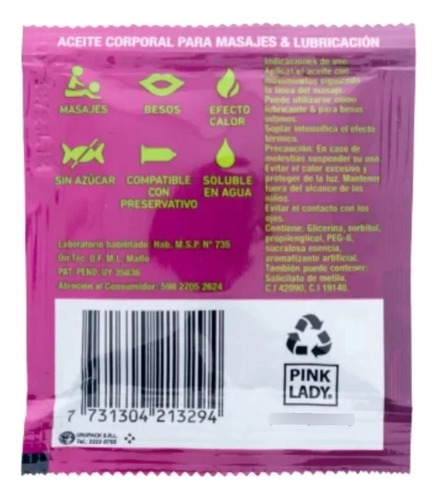 ACEITE CORPORAL PARA MASAJES & LUBRICACIÓN
MASAJES
BESOS
EFECTO
CALOR
SIN AZÚCAR
COMPATIBLE
CON
PRESERVATIVO
SOLUBLE
EN AGUA
Indicaciones de uso:
Aplicar el aceite con
movimientos siguiendo
la línea del masaje.
Puede utilizarse como
lubricante & para besos
íntimos.
Soplar intensifica el efecto
térmico.
Precaución: En caso de
molestias suspender su uso.
Evitar el calor excesivo y
proteger de la luz. Mantener
fuera del alcance de los
niños.
Evitar el contacto con los
ojos.
Contiene: Glicerina, sorbitol,
propilenglicol, PEG-8,
sucralosa esencia,
aromatizante artificial.
También puede contener:
Salicilato de metilo,
C.I 42090, C.I 19140.
Laboratorio habilitado: Hab. M.S.P. N° 735
Dir.Tec. Q.F. M.L. Maflo
PAT. PEND. UY 35836
Atención al Consumidor: 598 2205 2624
7 731304 213294
PINK
LADY®
UNIPACK S.R.L.